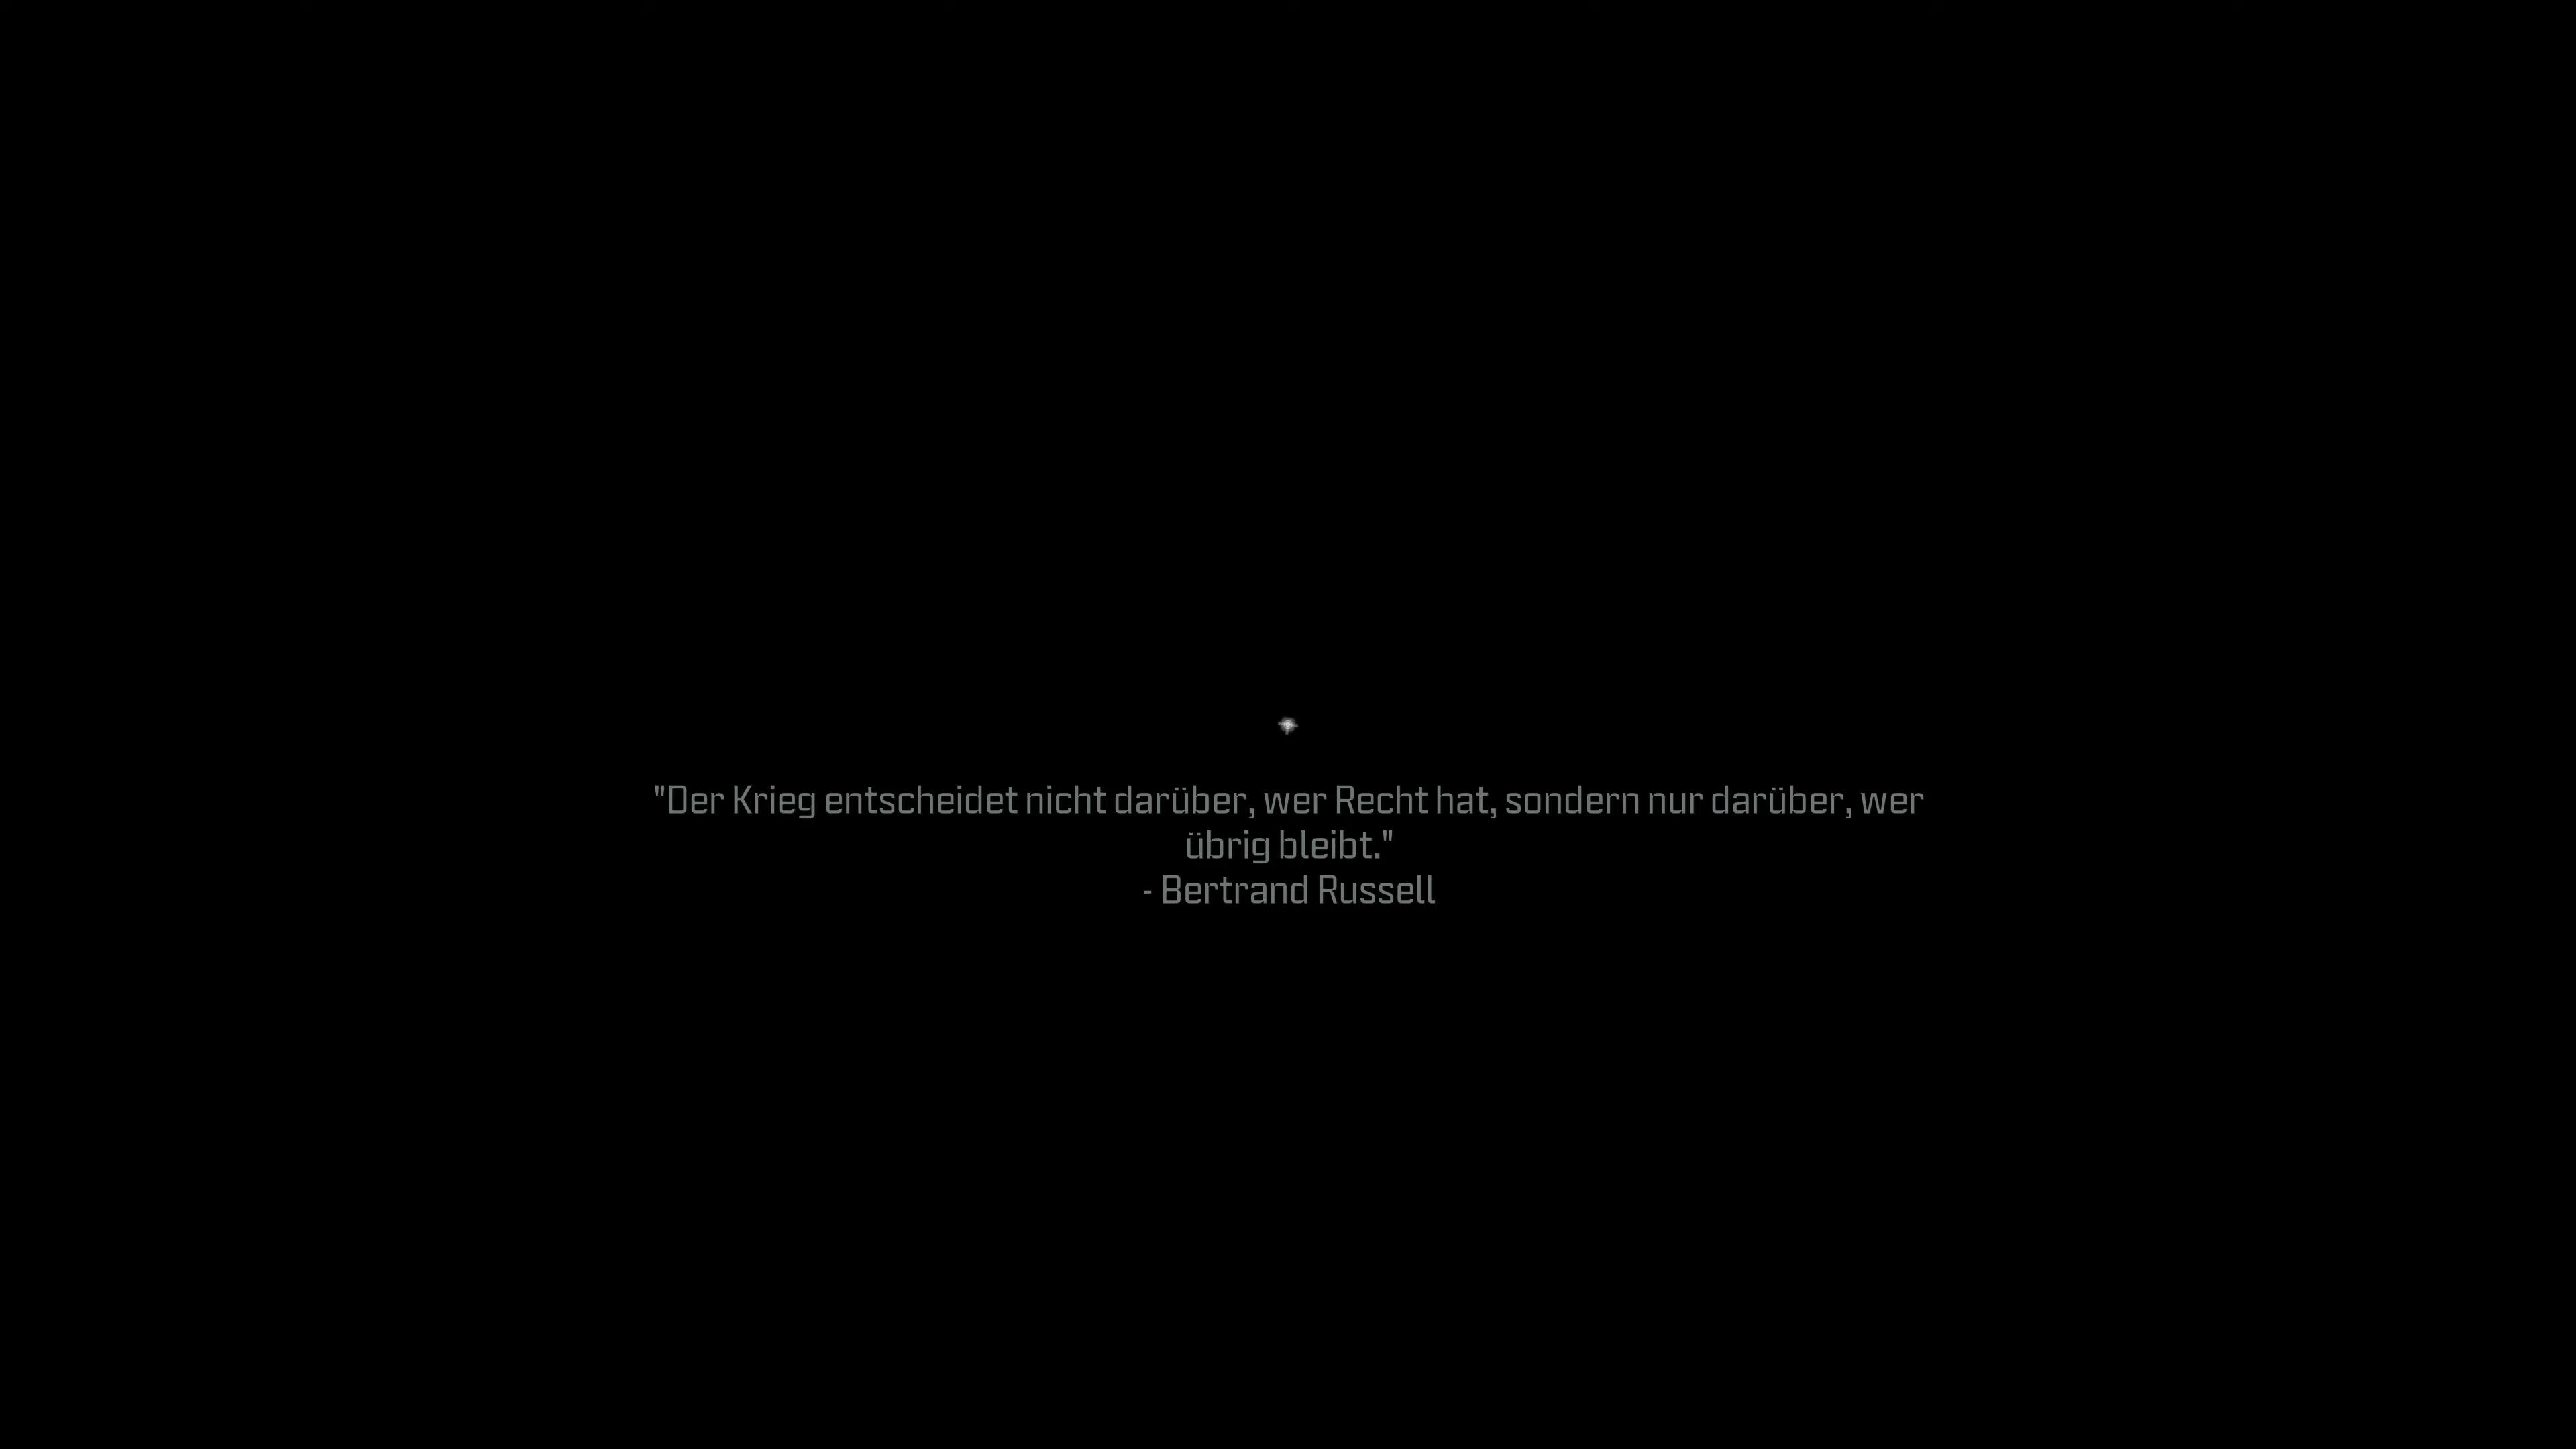 "Der Krieg entscheidet nicht darüber, wer Recht hat, sondern nur darüber, wer
übrig bleibt."
- Bertrand Russell